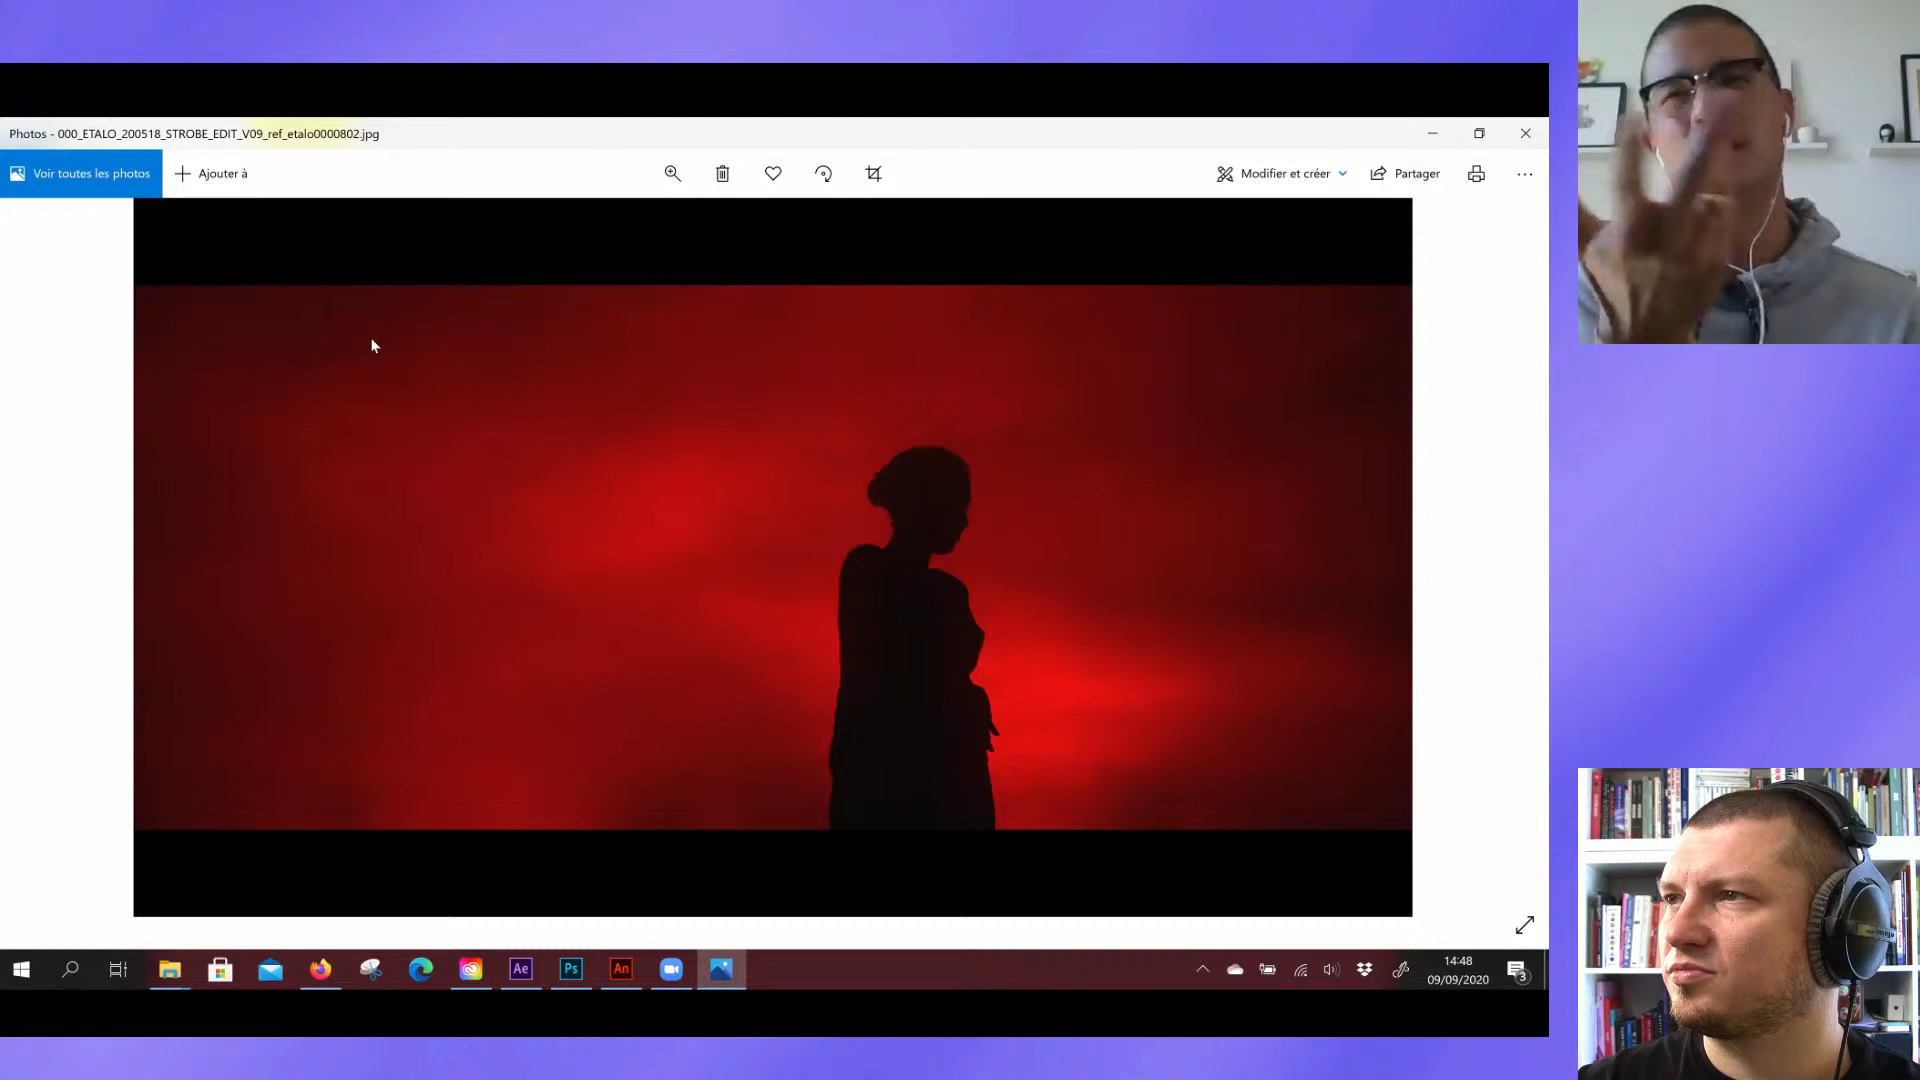 Photos - 000_ETALO_200518_STROBE_EDIT_V09_ref_etalo0000802.jpg
Voir toutes les photos
Ajouter à
Modifier et créer
Partager
Ae
Ps
An
14:48
09/09/2020
3